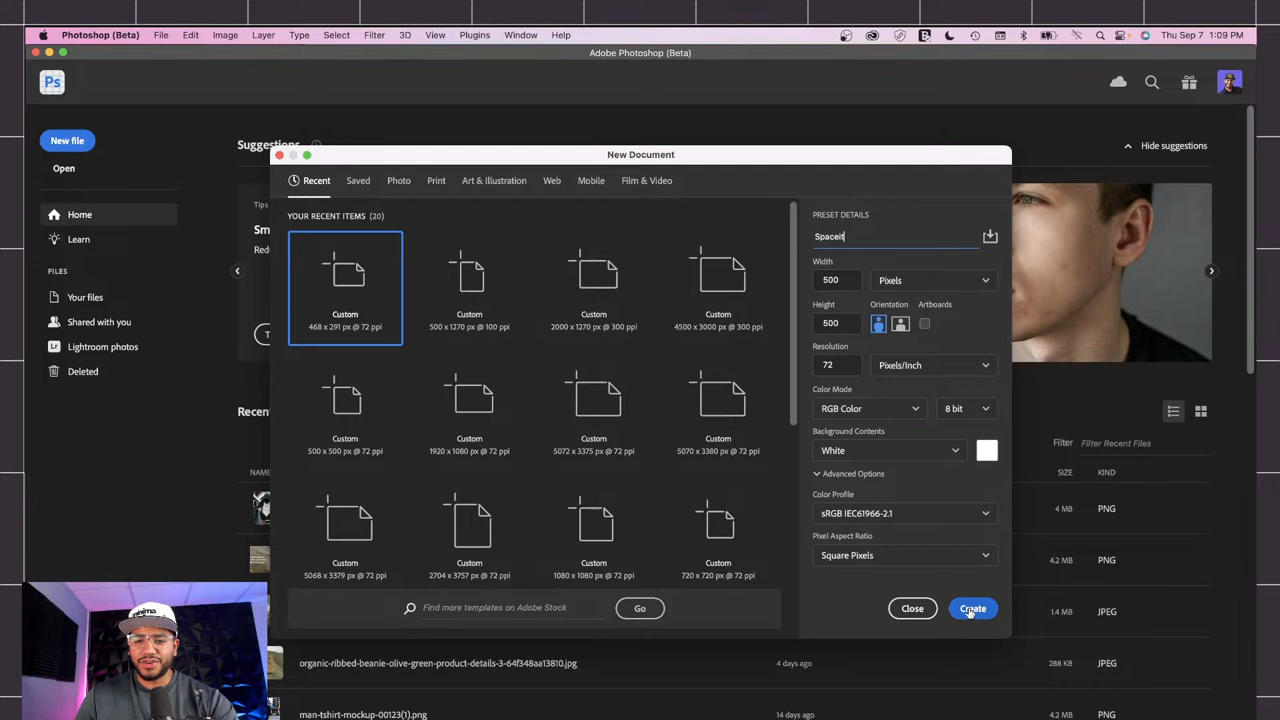 Photoshop (Beta) File Edit Image Layer Type Select Filter 3D View Plugins Window Help Thu Sep 7 1:09 PM
Adobe Photoshop (Beta)
Ps
New file
Open
Home
Learn
FILES
Your files
Shared with you
Lr Lightroom photos
Deleted
Suggestions
Hide suggestions
Tips
Sm
Red
T
Rec
NAM
New Document
Recent Saved Photo Print Art & Illustration Web Mobile Film & Video
YOUR RECENT ITEMS (20)
Custom
468 x 291 px @ 72 ppi
Custom
500 x 1270 px @ 100 ppi
Custom
2000 x 1270 px @ 300 ppi
Custom
4500 x 3000 px @ 300 ppi
Custom
500 x 500 px @ 72 ppi
Custom
1920 x 1080 px @ 72 ppi
Custom
5072 x 3375 px @ 72 ppi
Custom
5070 x 3380 px @ 72 ppi
Custom
5068 x 3379 px @ 72 ppi
Custom
2704 x 3757 px @ 72 ppi
Custom
1080 x 1080 px @ 72 ppi
Custom
720 x 720 px @ 72 ppi
Find more templates on Adobe Stock
Go
PRESET DETAILS
Spaceit
Width
500 Pixels
Height Orientation Artboards
500
Resolution
72 Pixels/Inch
Color Mode
RGB Color 8 bit
Background Contents
White
Advanced Options
Color Profile
sRGB IEC61966-2.1
Pixel Aspect Ratio
Square Pixels
Close Create
Filter Filter Recent Files
SIZE KIND
4 MB PNG
4.2 MB PNG
1.4 MB JPEG
organic-ribbed-beanie-olive-green-product-details-3-64f348aa13810.jpg 4 days ago 288 KB JPEG
man-tshirt-mockup-00123(1).png 14 days ago 4.2 MB PNG
minima.